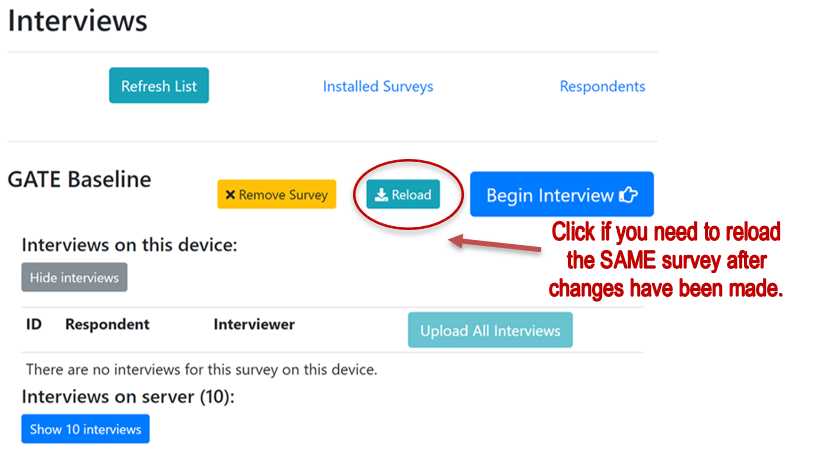 Interviews
Refresh List
Installed Surveys
Respondents
GATE Baseline
Remove Survey
Reload
Begin Interview
Click if you need to reload
the SAME survey after
changes have been made.
Interviews on this device:
Hide interviews
ID Respondent Interviewer
Upload All Interviews
There are no interviews for this survey on this device.
Interviews on server (10):
Show 10 interviews